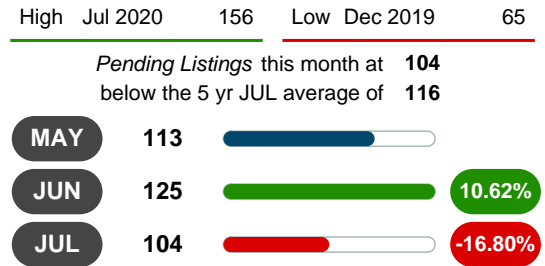 High Jul 2020 156 Low Dec 2019 65
Pending Listings this month at 104
below the 5 yr JUL average of 116
MAY 113
JUN 125 10.62%
JUL 104 -16.80%